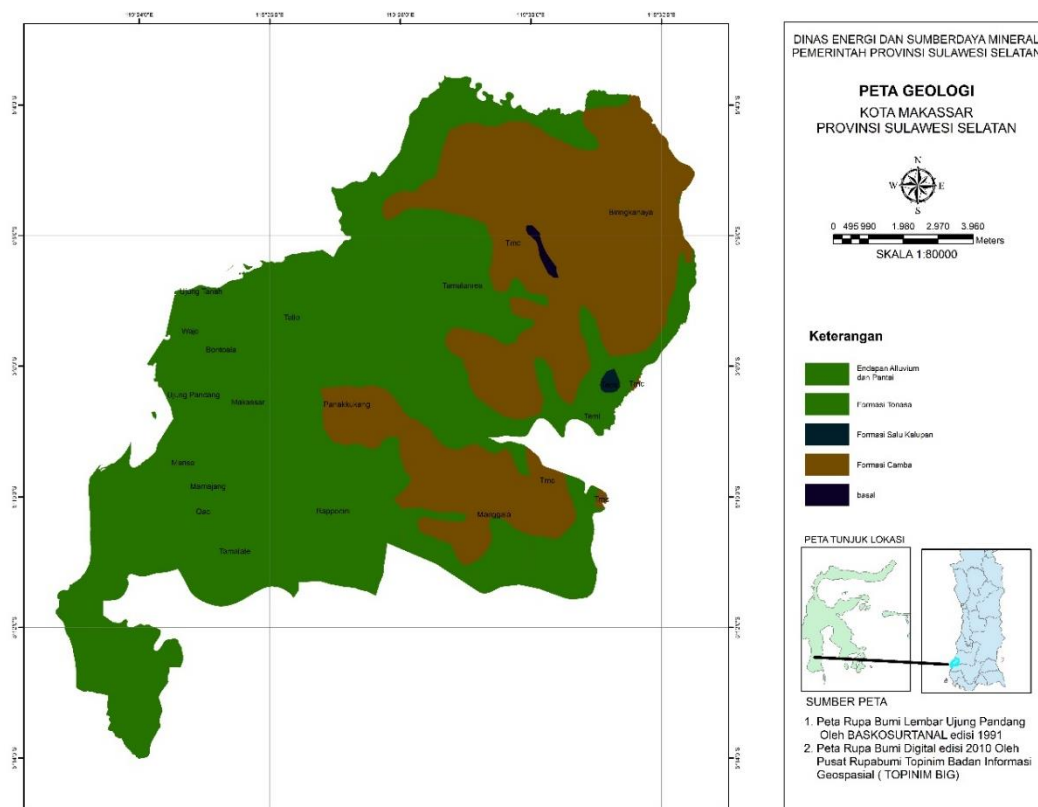 DINAS ENERGI DAN SUMBERDAYA MINERAL
PEMERINTAH PROVINSI SULAWESI SELATAN
PETA GEOLOGI
KOTA MAKASSAR
PROVINSI SULAWESI SELATAN
N
W E
S
0 495 990 1.980 2.970 3.960
Meters
SKALA 1:80000
Keterangan
Endapan Alluvium
dan Pantai
Formasi Tonasa
Formasi Salu Kalupan
Formasi Camba
basal
PETA TUNJUK LOKASI
SUMBER PETA
1. Peta Rupa Bumi Lembar Ujung Pandang
Oleh BASKOSURTANAL edisi 1991
2. Peta Rupa Bumi Digital edisi 2010 Oleh
Pusat Rupabumi Topinim Badan Informasi
Geospasial ( TOPINIM BIG)
Biringkanaya
Tmc
Tamalanrea
Ujung Tanah
Tallo
Wajo
Bontoala
Tmc
Ujung Pandang
Makassar
Panakkukang
Temt
Mariso
Tmc
Mamajang
Tmc
Qac
Rappocini
Manggala
Tamalate